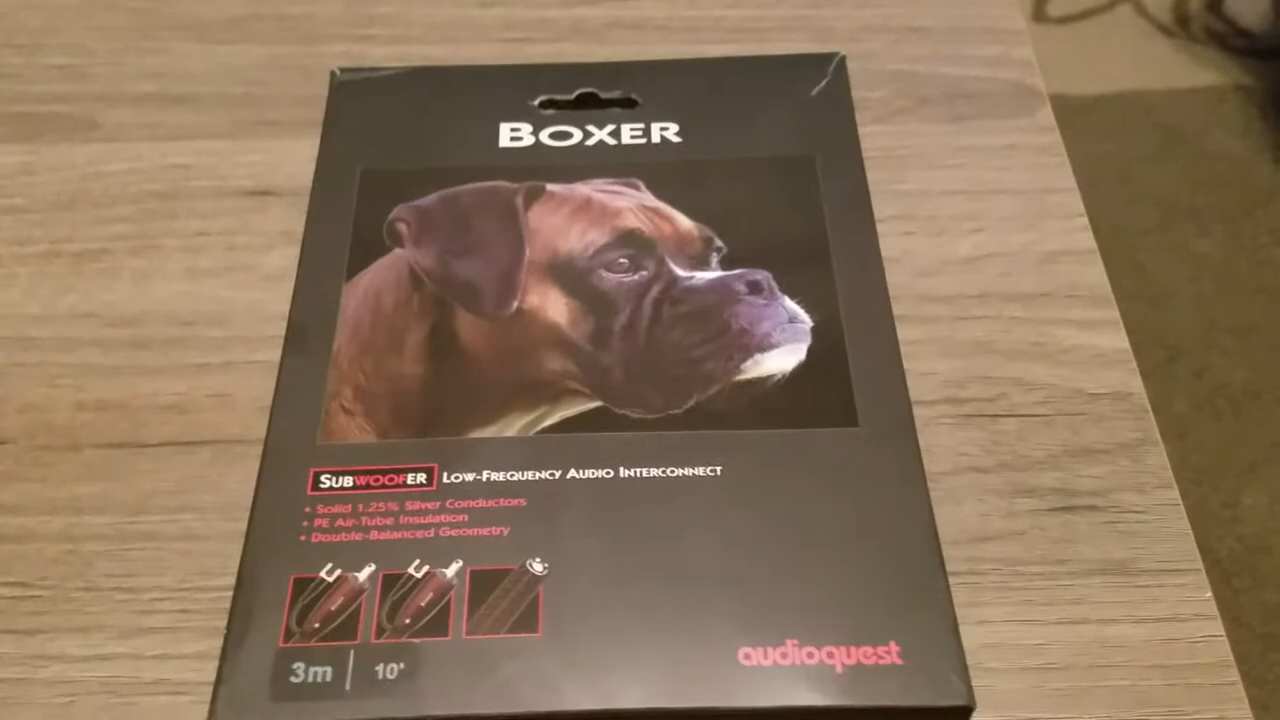 BOXER
SUBWOOFER LOW-FREQUENCY AUDIO INTERCONNECT
• Solid 1.25% Silver Conductors
• PE Air-Tube Insulation
• Double-Balanced Geometry
3m | 10'
audioquest